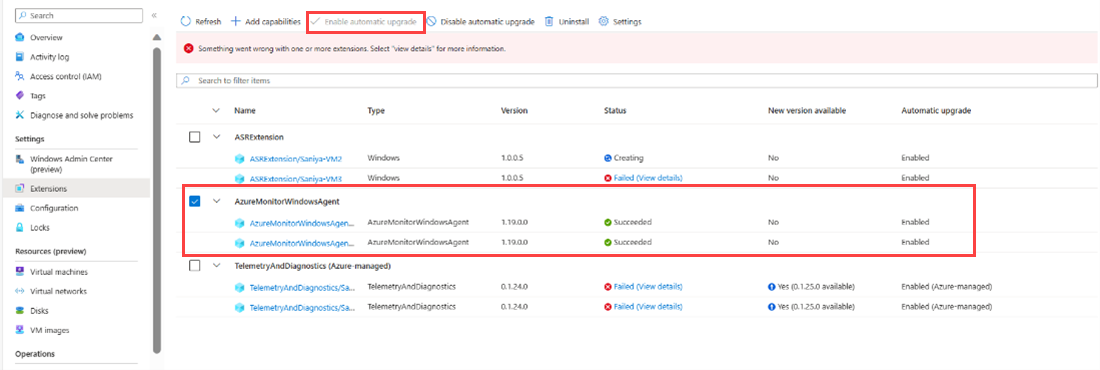 Search
«
Refresh
Add capabilities
Enable automatic upgrade
Disable automatic upgrade
Uninstall
Settings
Something went wrong with one or more extensions. Select "view details" for more information.
Search to filter items
Overview
Activity log
Access control (IAM)
Tags
Diagnose and solve problems
Settings
Windows Admin Center
(preview)
Extensions
Configuration
Locks
Resources (preview)
Virtual machines
Virtual networks
Disks
VM images
Operations
Name Type Version Status New version available Automatic upgrade
ASRExtension
ASRExtension/Saniya-VM2 Windows 1.0.0.5 Creating No Enabled
ASRExtension/Saniya-VM3 Windows 1.0.0.5 Failed (View details) No Enabled
AzureMonitorWindowsAgent
AzureMonitorWindowsAgen... AzureMonitorWindowsAgent 1.19.0.0 Succeeded No Enabled
AzureMonitorWindowsAgen... AzureMonitorWindowsAgent 1.19.0.0 Succeeded No Enabled
TelemetryAndDiagnostics (Azure-managed)
TelemetryAndDiagnostics/Sa... TelemetryAndDiagnostics 0.1.24.0 Failed (View details) Yes (0.1.25.0 available) Enabled (Azure-managed)
TelemetryAndDiagnostics/Sa... TelemetryAndDiagnostics 0.1.24.0 Failed (View details) Yes (0.1.25.0 available) Enabled (Azure-managed)